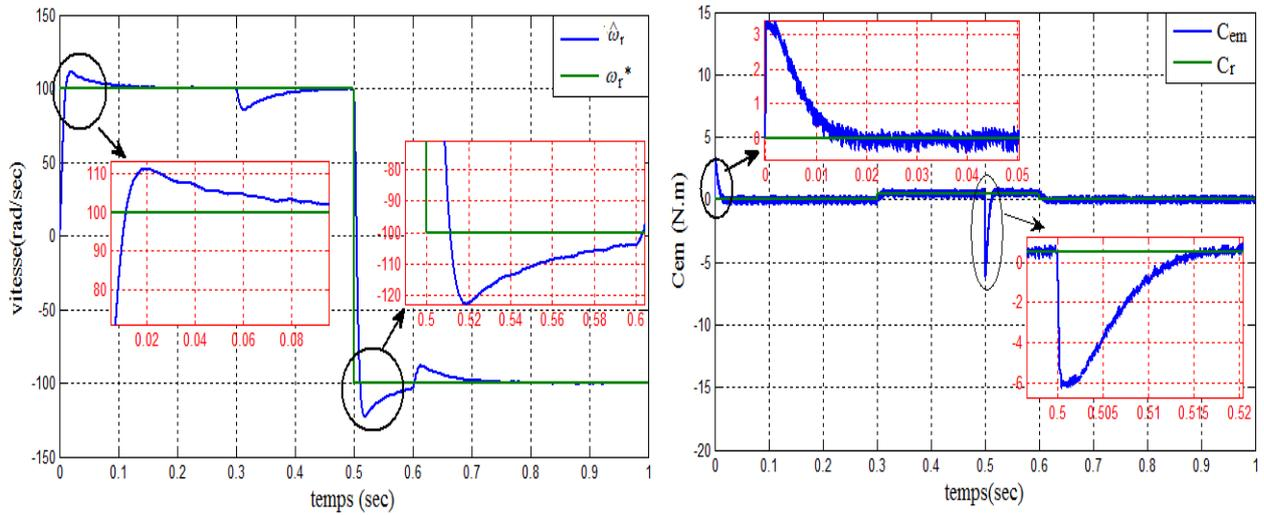 150
100
50
0
-50
-100
-150
vitesse(rad/sec)
0 0.1 0.2 0.3 0.4 0.5 0.6 0.7 0.8 0.9 1
temps (sec)
ω̂r
ωr*
110
100
90
80
0.02 0.04 0.06 0.08
-80
-90
-100
-110
-120
0.5 0.52 0.54 0.56 0.58 0.6
15
10
5
0
-5
-10
-15
-20
Cem (N.m)
0 0.1 0.2 0.3 0.4 0.5 0.6 0.7 0.8 0.9 1
temps(sec)
Cem
Cr
3
2
1
0
0 0.01 0.02 0.03 0.04 0.05
0
-2
-4
-6
0.5 0.505 0.51 0.515 0.52